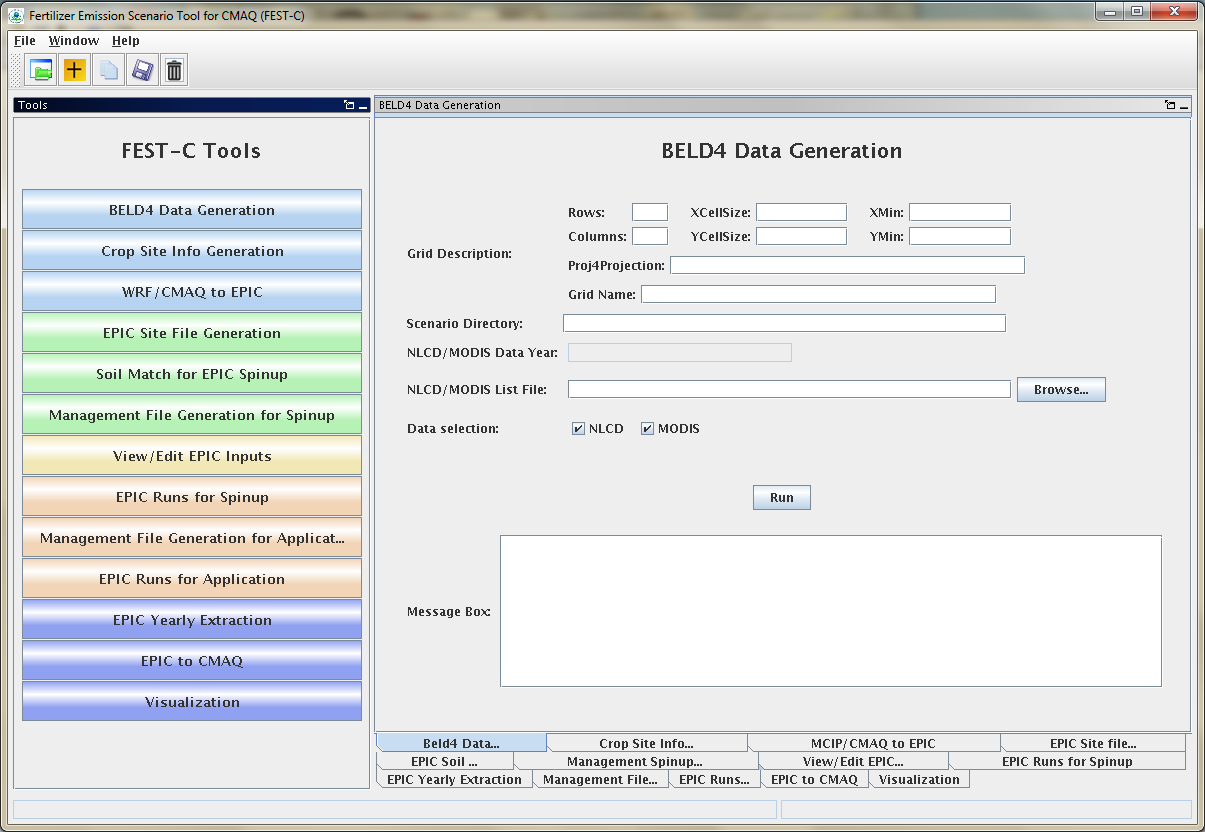 Fertilizer Emission Scenario Tool for CMAQ (FEST-C)
File Window Help
Tools
FEST-C Tools
BELD4 Data Generation
Crop Site Info Generation
WRF/CMAQ to EPIC
EPIC Site File Generation
Soil Match for EPIC Spinup
Management File Generation for Spinup
View/Edit EPIC Inputs
EPIC Runs for Spinup
Management File Generation for Applicat...
EPIC Runs for Application
EPIC Yearly Extraction
EPIC to CMAQ
Visualization
BELD4 Data Generation
BELD4 Data Generation
Grid Description:
Rows: XCellSize: XMin:
Columns: YCellSize: YMin:
Proj4Projection:
Grid Name:
Scenario Directory:
NLCD/MODIS Data Year:
NLCD/MODIS List File: Browse...
Data selection: NLCD MODIS
Run
Message Box:
Beld4 Data... Crop Site Info... MCIP/CMAQ to EPIC EPIC Site file...
EPIC Soil ... Management Spinup... View/Edit EPIC... EPIC Runs for Spinup
EPIC Yearly Extraction Management File... EPIC Runs... EPIC to CMAQ Visualization